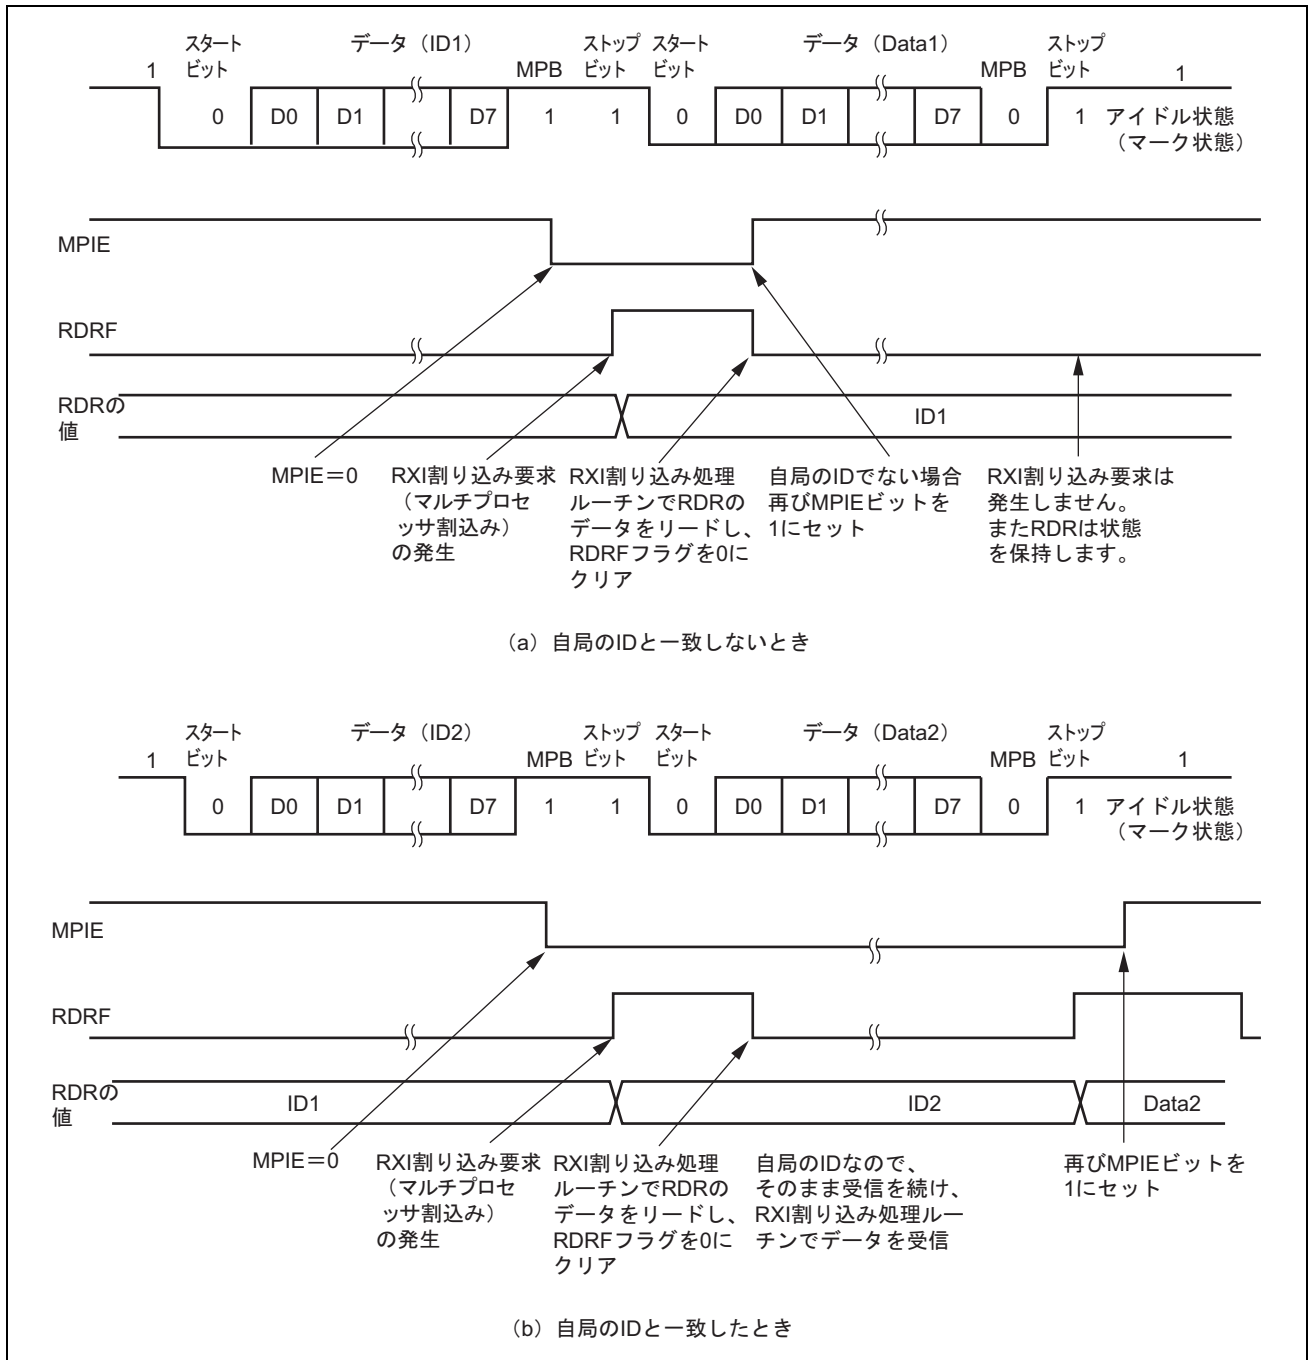 スタート データ（ID1） ストップ スタート データ（Data1） ストップ
1 ビット MPB ビット ビット MPB ビット 1
0 D0 D1 D7 1 1 0 D0 D1 D7 0 1 アイドル状態
（マーク状態）
MPIE
RDRF
RDRの
値
ID1
MPIE＝0
RXI割り込み要求
（マルチプロセ
ッサ割込み）
の発生
RXI割り込み処理
ルーチンでRDRの
データをリードし、
RDRFフラグを0に
クリア
自局のIDでない場合
再びMPIEビットを
1にセット
RXI割り込み要求は
発生しません。
またRDRは状態
を保持します。
（a）自局のIDと一致しないとき
スタート データ（ID2） ストップ スタート データ（Data2） ストップ
1 ビット MPB ビット ビット MPB ビット 1
0 D0 D1 D7 1 1 0 D0 D1 D7 0 1 アイドル状態
（マーク状態）
MPIE
RDRF
RDRの
値
ID1 ID2 Data2
MPIE＝0
RXI割り込み要求
（マルチプロセ
ッサ割込み）
の発生
RXI割り込み処理
ルーチンでRDRの
データをリードし、
RDRFフラグを0に
クリア
自局のIDなので、
そのまま受信を続け、
RXI割り込み処理ルー
チンでデータを受信
再びMPIEビットを
1にセット
（b）自局のIDと一致したとき